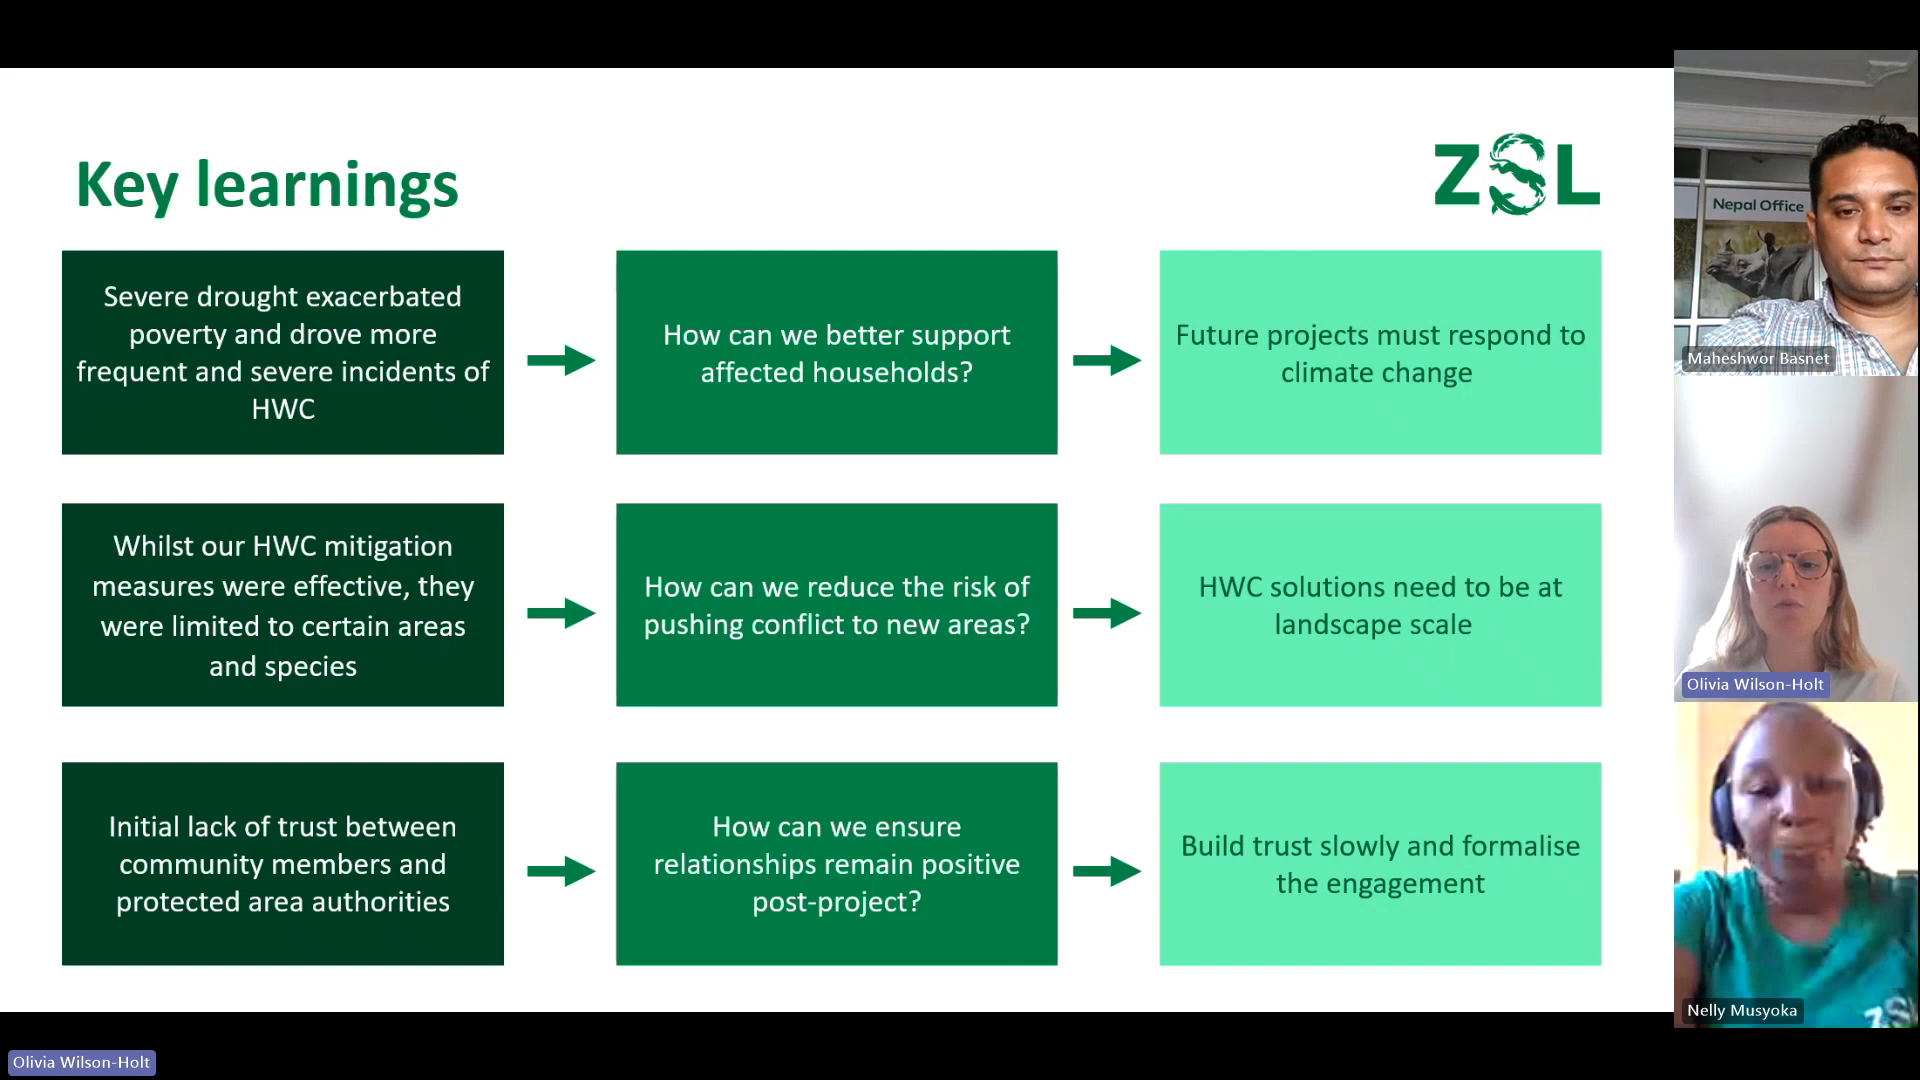 Key learnings
ZSL
Severe drought exacerbated
poverty and drove more
frequent and severe incidents of
HWC
How can we better support
affected households?
Future projects must respond to
climate change
Whilst our HWC mitigation
measures were effective, they
were limited to certain areas
and species
How can we reduce the risk of
pushing conflict to new areas?
HWC solutions need to be at
landscape scale
Initial lack of trust between
community members and
protected area authorities
How can we ensure
relationships remain positive
post-project?
Build trust slowly and formalise
the engagement
Nepal Office
Maheshwor Basnet
Olivia Wilson-Holt
ZS
Nelly Musyoka
Olivia Wilson-Holt